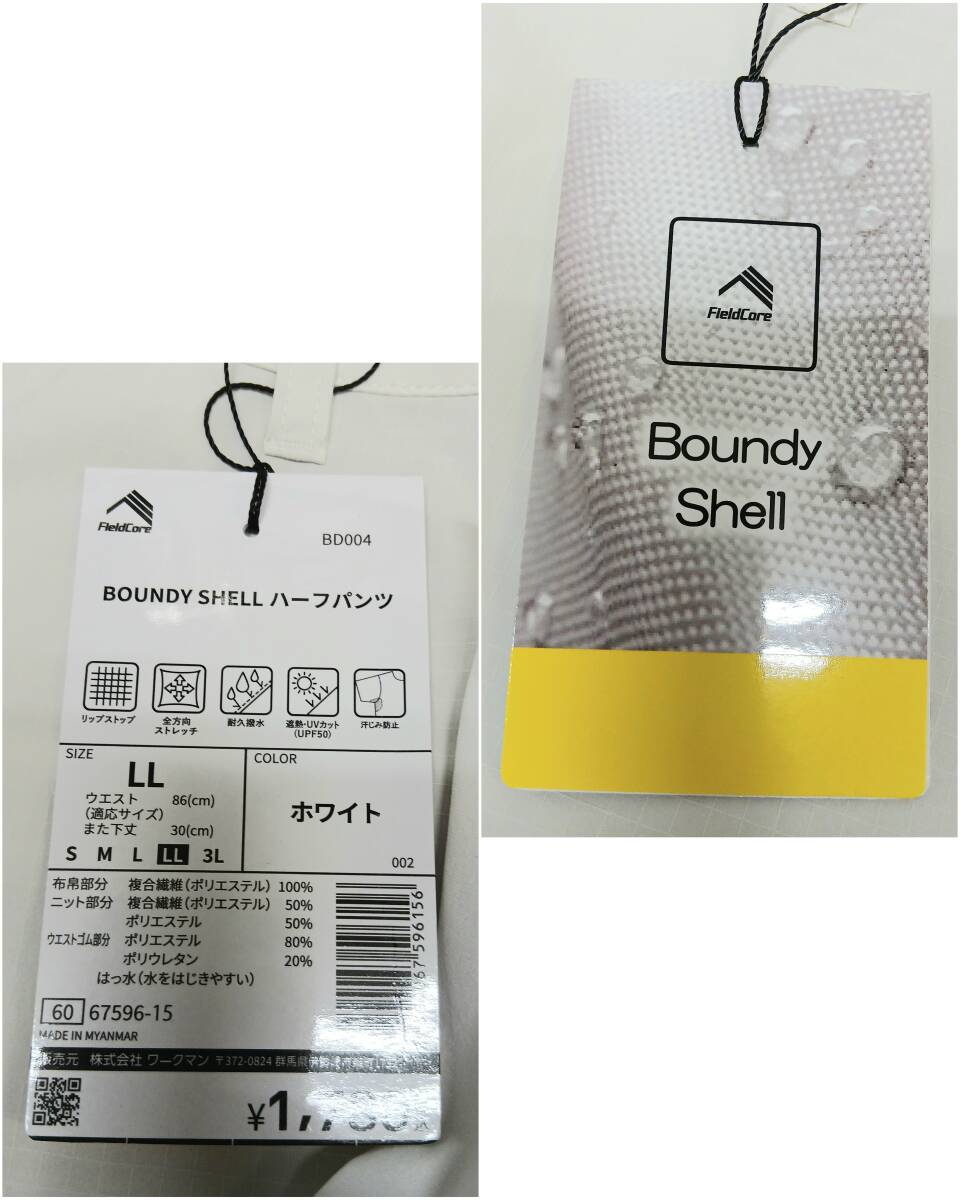 FieldCore
Boundy
Shell
FieldCore
BD004
BOUNDY SHELL ハーフパンツ
リップストップ
全方向
ストレッチ
耐久撥水
遮熱・UVカット
(UPF50)
汗じみ防止
SIZE
LL
ウエスト 86(cm)
(適応サイズ)
また下丈 30(cm)
S M L LL 3L
COLOR
ホワイト
002
布帛部分 複合繊維(ポリエステル) 100%
ニット部分 複合繊維(ポリエステル) 50%
ポリエステル 50%
ウエストゴム部分 ポリエステル 80%
ポリウレタン 20%
はっ水(水をはじきやすい)
67596156
60 67596-15
MADE IN MYANMAR
販売元 株式会社 ワークマン 〒372-0824 群馬県